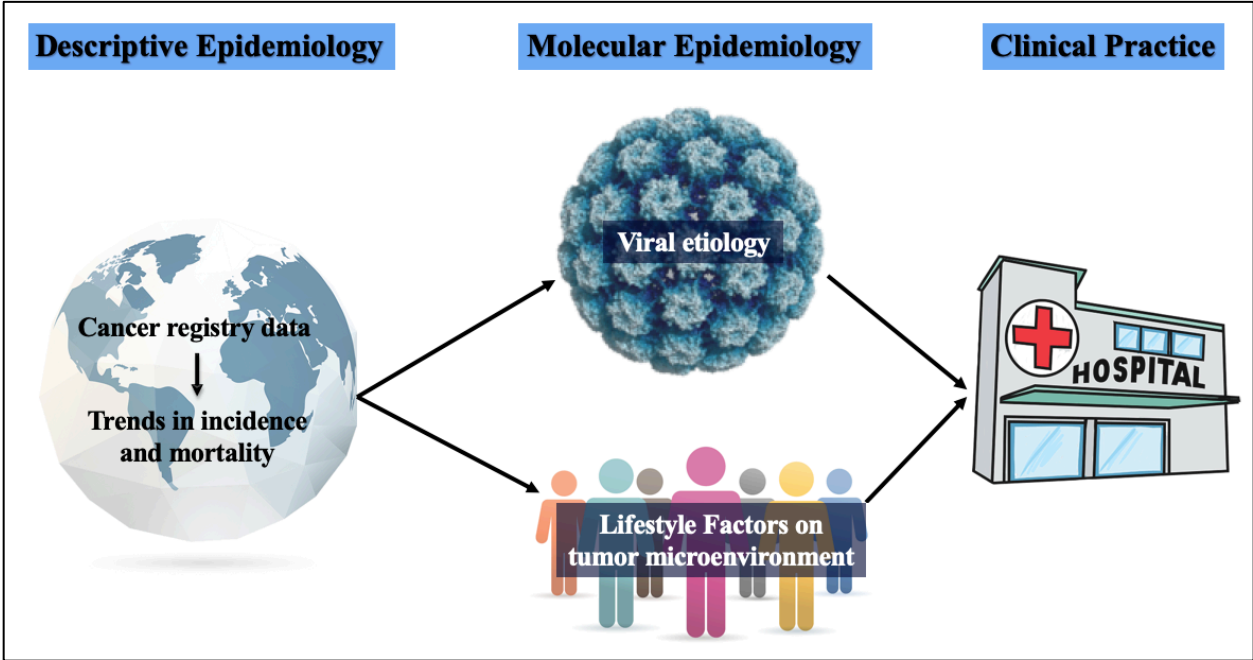 Descriptive Epidemiology
Molecular Epidemiology
Clinical Practice
Cancer registry data
Trends in incidence
and mortality
Viral etiology
Lifestyle Factors on
tumor microenvironment
HOSPITAL